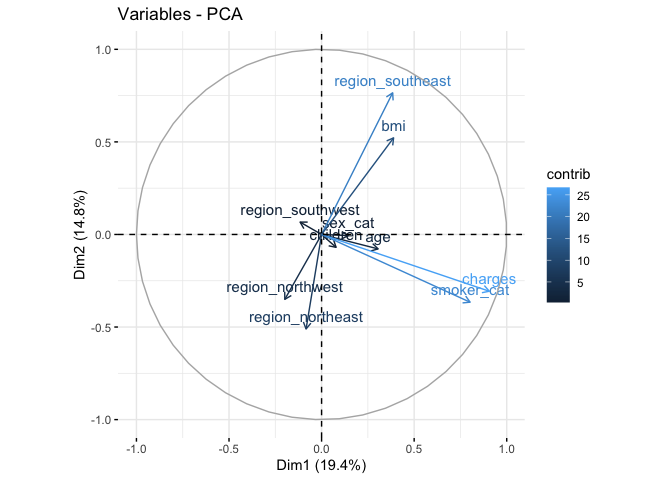 Variables - PCA
1.0
0.5
0.0
-0.5
-1.0
Dim2 (14.8%)
region_southeast
bmi
region_southwest
sex_cat
children
age
charges
smoker_cat
region_northwest
region_northeast
-1.0
-0.5
0.0
0.5
1.0
Dim1 (19.4%)
contrib
25
20
15
10
5